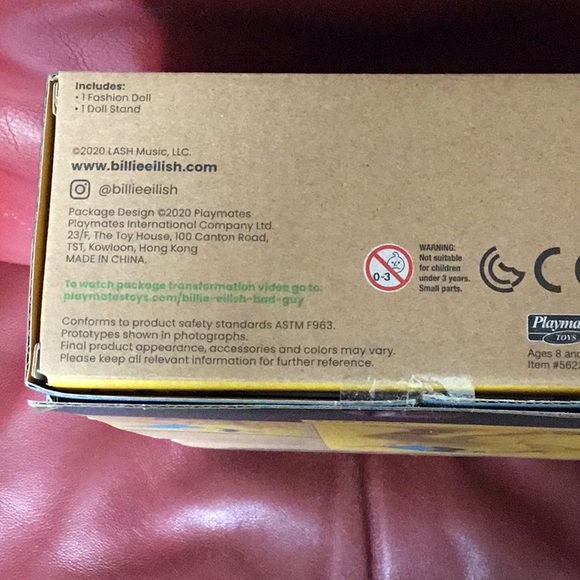 Includes:
• 1 Fashion Doll
• 1 Doll Stand
©2020 LASH Music, LLC.
www.billieeilish.com
@billieeilish
Package Design ©2020 Playmates
Playmates International Company Ltd.
23/F, The Toy House, 100 Canton Road,
TST, Kowloon, Hong Kong
MADE IN CHINA.
To watch package transformation video go to:
playmatestoys.com/billie-eilish-bad-guy
Conforms to product safety standards ASTM F963.
Prototypes shown in photographs.
Final product appearance, accessories and colors may vary.
Please keep all relevant information for further reference.
0-3
WARNING:
Not suitable
for children
under 3 years.
Small parts.
CE
Playma
TOYS
Ages 8 and
Item #562